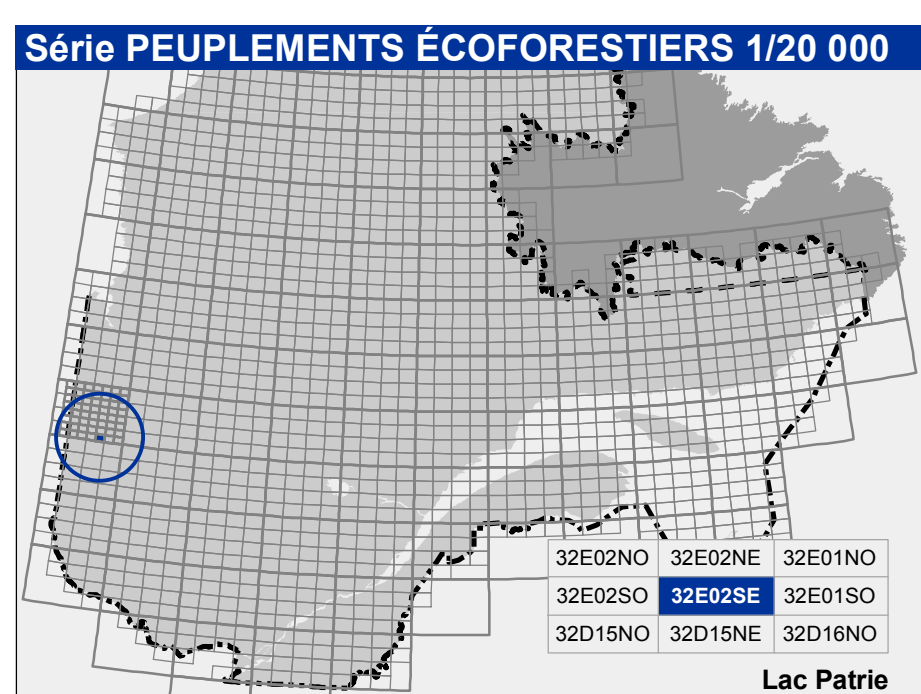 Série PEUPLEMENTS ÉCOFORESTIERS 1/20 000
32E02NO 32E02NE 32E01NO
32E02SO 32E02SE 32E01SO
32D15NO 32D15NE 32D16NO
Lac Patrie